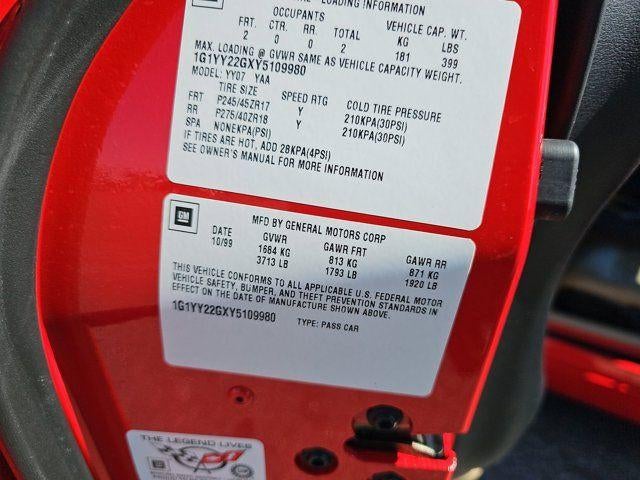 LOADING INFORMATION
OCCUPANTS VEHICLE CAP. WT.
FRT. CTR. RR. TOTAL KG LBS
2 0 0 2 181 399
MAX. LOADING @ GVWR SAME AS VEHICLE CAPACITY WEIGHT.
1G1YY22GXY5109980
MODEL: YY07 YAA
TIRE SIZE SPEED RTG COLD TIRE PRESSURE
FRT P245/45ZR17 Y 210KPA(30PSI)
RR P275/40ZR18 Y 210KPA(30PSI)
SPA NONEKPA(PSI)
IF TIRES ARE HOT, ADD 28KPA(4PSI)
SEE OWNER'S MANUAL FOR MORE INFORMATION
GM
MFD BY GENERAL MOTORS CORP
DATE GVWR GAWR FRT GAWR RR
10/99 1684 KG 813 KG 871 KG
3713 LB 1793 LB 1920 LB
THIS VEHICLE CONFORMS TO ALL APPLICABLE U.S. FEDERAL MOTOR
VEHICLE SAFETY, BUMPER, AND THEFT PREVENTION STANDARDS IN
EFFECT ON THE DATE OF MANUFACTURE SHOWN ABOVE.
1G1YY22GXY5109980 TYPE: PASS CAR
THE LEGEND LIVES